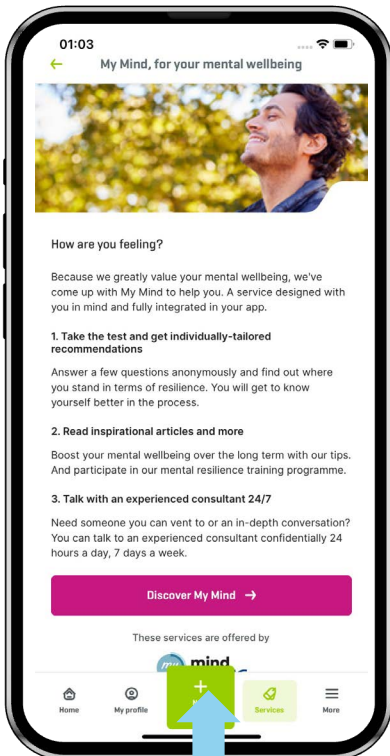 01:03
My Mind, for your mental wellbeing
How are you feeling?
Because we greatly value your mental wellbeing, we've
come up with My Mind to help you. A service designed with
you in mind and fully integrated in your app.
1. Take the test and get individually-tailored
recommendations
Answer a few questions anonymously and find out where
you stand in terms of resilience. You will get to know
yourself better in the process.
2. Read inspirational articles and more
Boost your mental wellbeing over the long term with our tips.
And participate in our mental resilience training programme.
3. Talk with an experienced consultant 24/7
Need someone you can vent to or an in-depth conversation?
You can talk to an experienced consultant confidentially 24
hours a day, 7 days a week.
Discover My Mind →
These services are offered by
my mind
Home My profile Services More